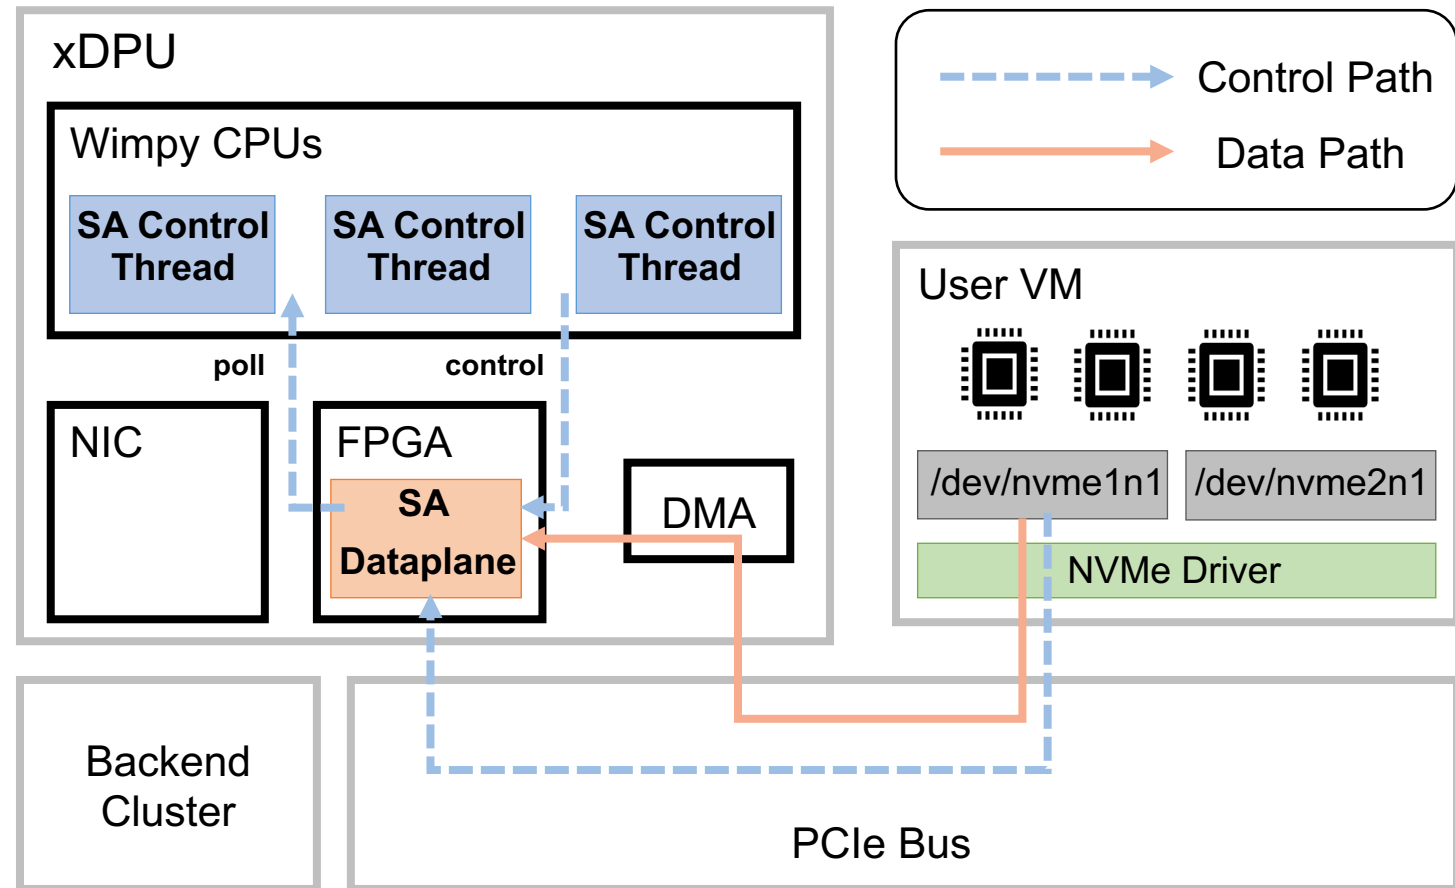 xDPU
Wimpy CPUs
SA Control
Thread
SA Control
Thread
SA Control
Thread
poll
control
NIC
FPGA
SA
Dataplane
DMA
Control Path
Data Path
User VM
/dev/nvme1n1
/dev/nvme2n1
NVMe Driver
Backend
Cluster
PCIe Bus